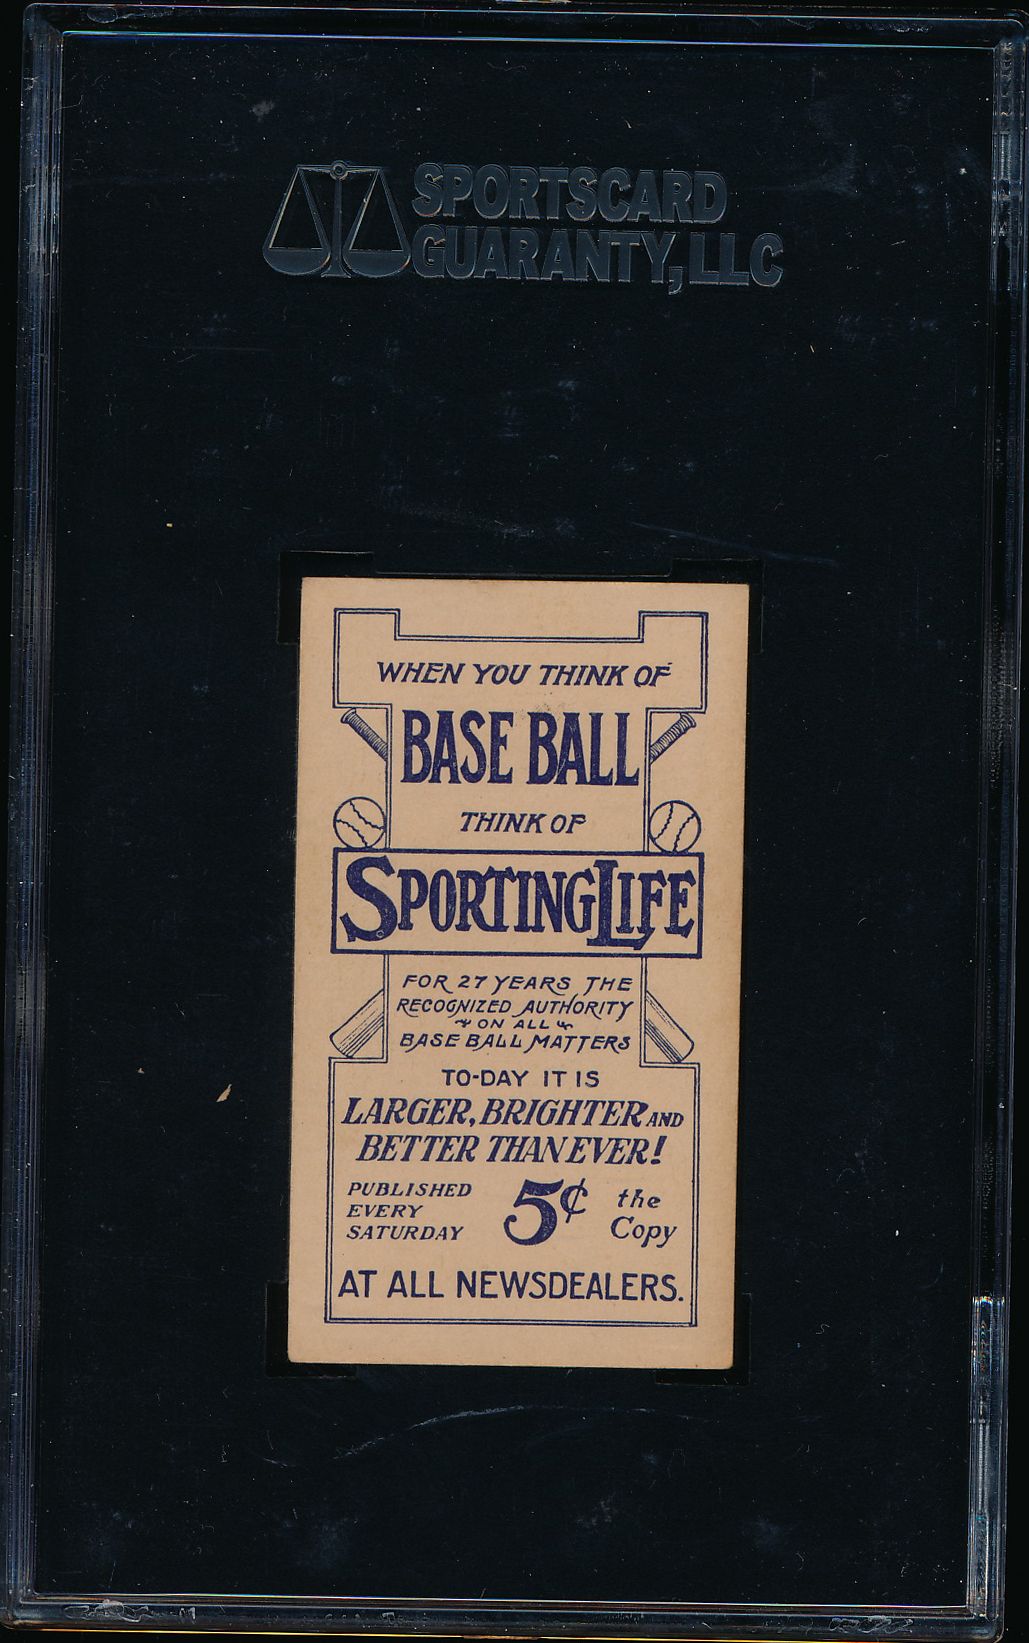 SPORTSCARD
GUARANTY, LLC
WHEN YOU THINK OF
BASE BALL
THINK OF
SPORTING LIFE
FOR 27 YEARS THE
RECOGNIZED AUTHORITY
ON ALL
BASE BALL MATTERS
TO-DAY IT IS
LARGER, BRIGHTER AND
BETTER THAN EVER!
PUBLISHED
EVERY
SATURDAY
5¢
the
Copy
AT ALL NEWSDEALERS.